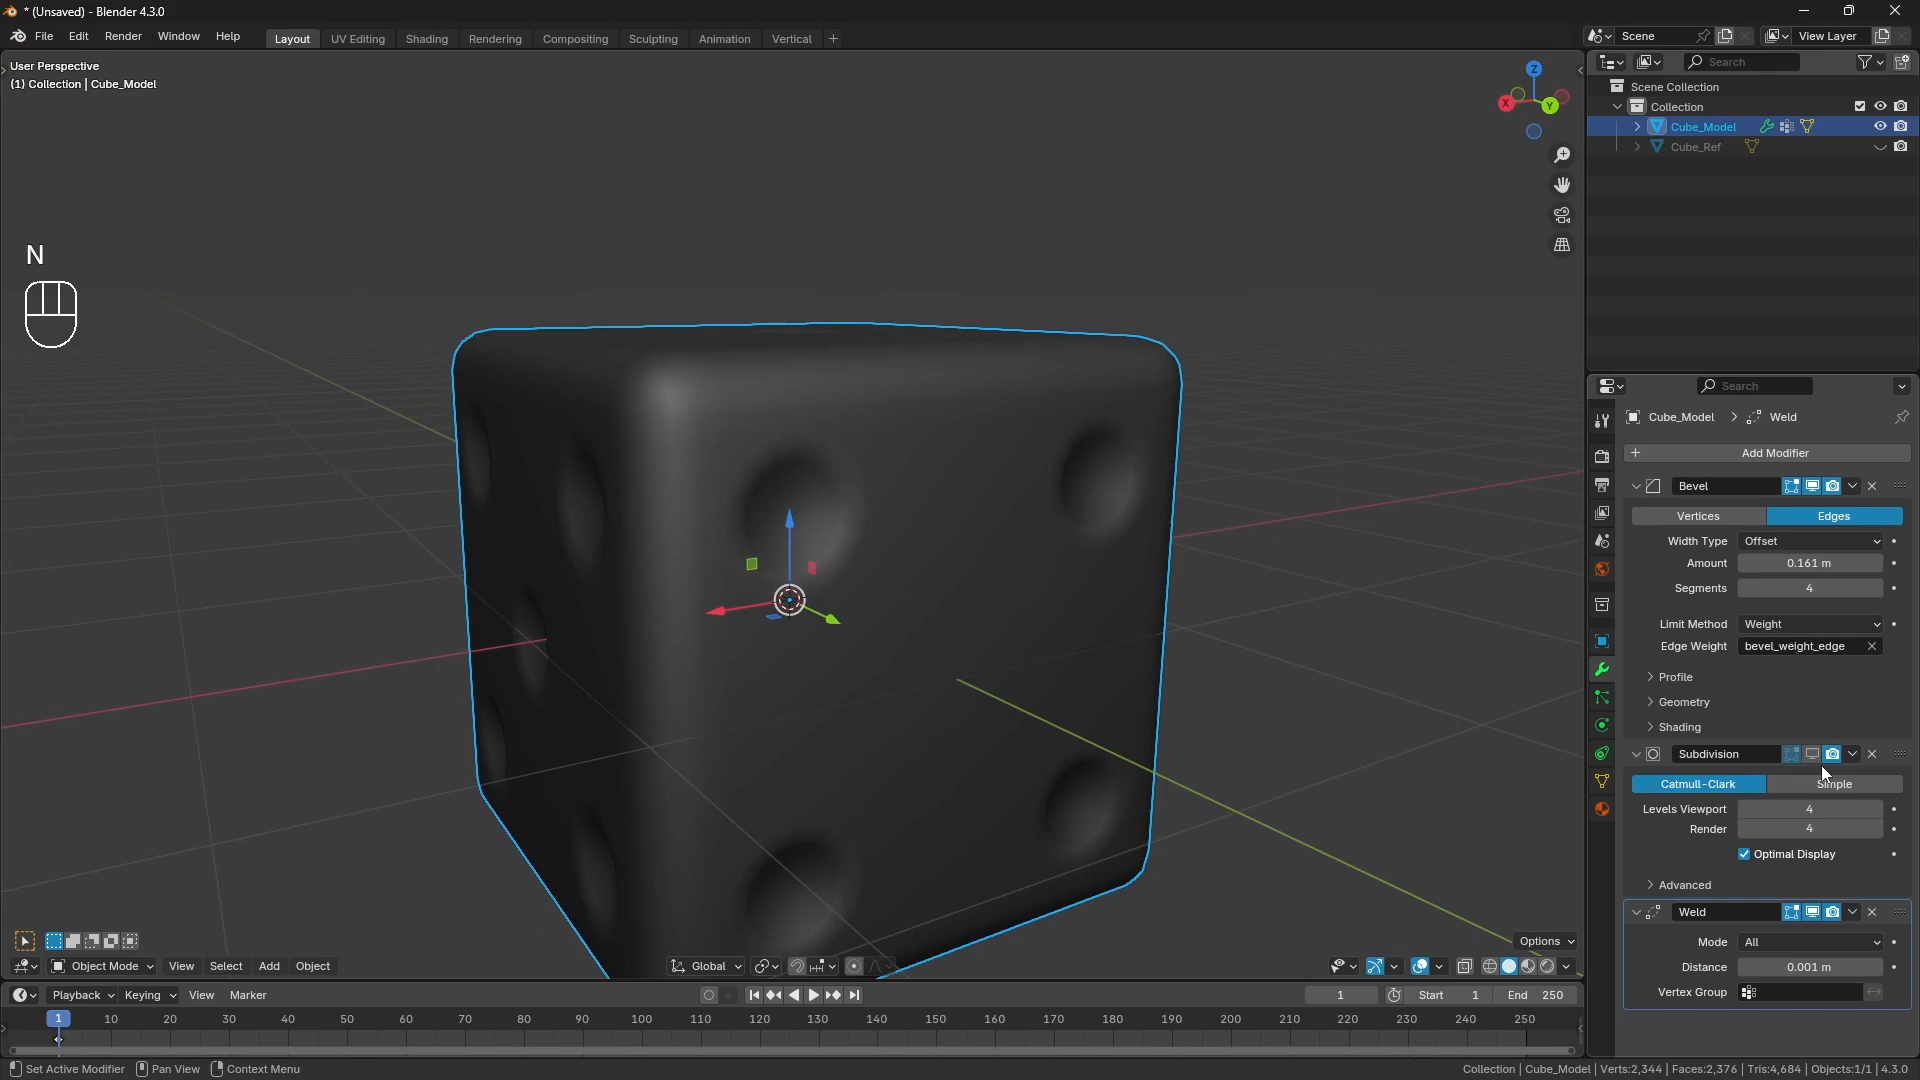 * (Unsaved) - Blender 4.3.0
File Edit Render Window Help Layout UV Editing Shading Rendering Compositing Sculpting Animation Vertical + Scene View Layer
User Perspective
(1) Collection | Cube_Model
N
Z
X
Y
Options
Object Mode View Select Add Object Global
Search
Scene Collection
Collection
Cube_Model
Cube_Ref
Search
Cube_Model > Weld
+ Add Modifier
Bevel
Vertices Edges
Width Type Offset
Amount 0.161 m
Segments 4
Limit Method Weight
Edge Weight bevel_weight_edge
Profile
Geometry
Shading
Subdivision
Catmull-Clark Simple
Levels Viewport 4
Render 4
Optimal Display
Advanced
Weld
Mode All
Distance 0.001 m
Vertex Group
Playback Keying View Marker 1 Start 1 End 250
1 10 20 30 40 50 60 70 80 90 100 110 120 130 140 150 160 170 180 190 200 210 220 230 240 250
Set Active Modifier Pan View Context Menu Collection | Cube_Model | Verts:2,344 | Faces:2,376 | Tris:4,684 | Objects:1/1 | 4.3.0